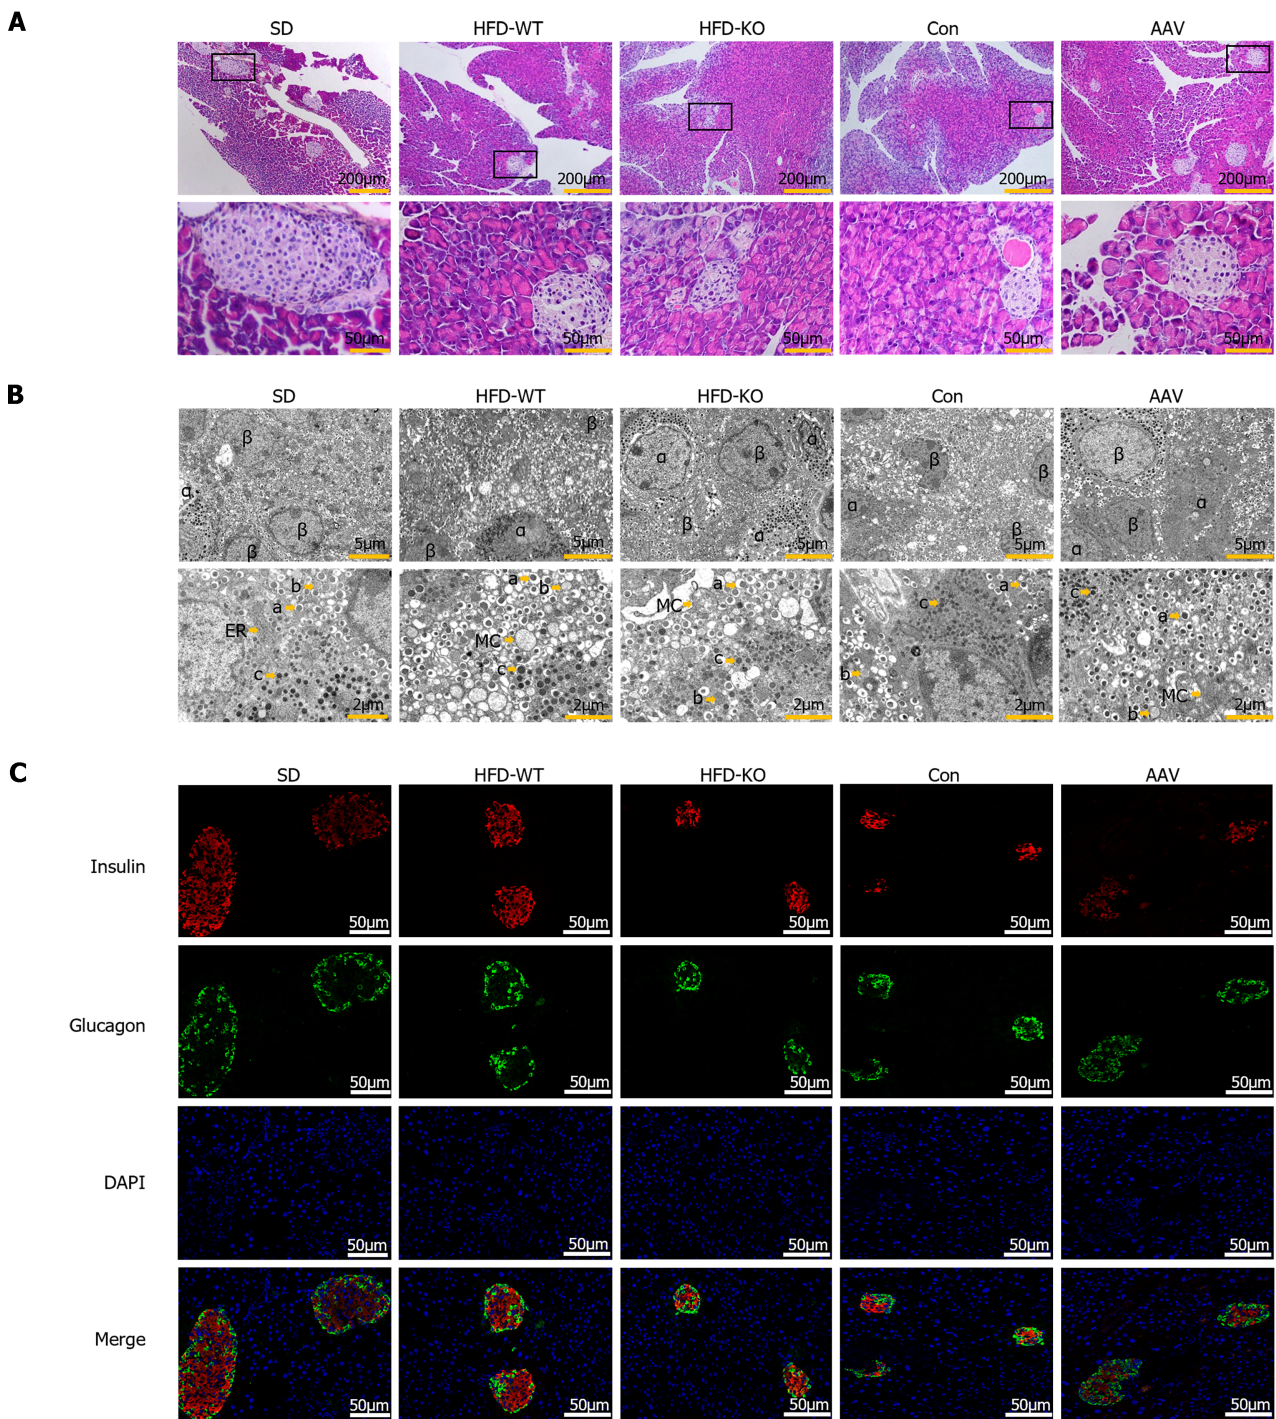 A
SD HFD-WT HFD-KO Con AAV
200μm 200μm 200μm 200μm 200μm
50μm 50μm 50μm 50μm 50μm
B
SD HFD-WT HFD-KO Con AAV
β α β β β 5μm
β α β 5μm
α β α β α 5μm
β β α β 5μm
β α β α 5μm
b a ER c 2μm
a b MC c 2μm
a MC c b 2μm
a c b 2μm
c a MC b 2μm
C
SD HFD-WT HFD-KO Con AAV
Insulin 50μm 50μm 50μm 50μm 50μm
Glucagon 50μm 50μm 50μm 50μm 50μm
DAPI 50μm 50μm 50μm 50μm 50μm
Merge 50μm 50μm 50μm 50μm 50μm